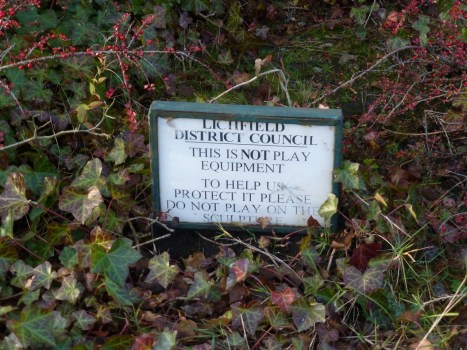 LICHFIELD
DISTRICT COUNCIL
THIS IS NOT PLAY
EQUIPMENT
TO HELP US
PROTECT IT PLEASE
DO NOT PLAY ON THE
SCULPTURE